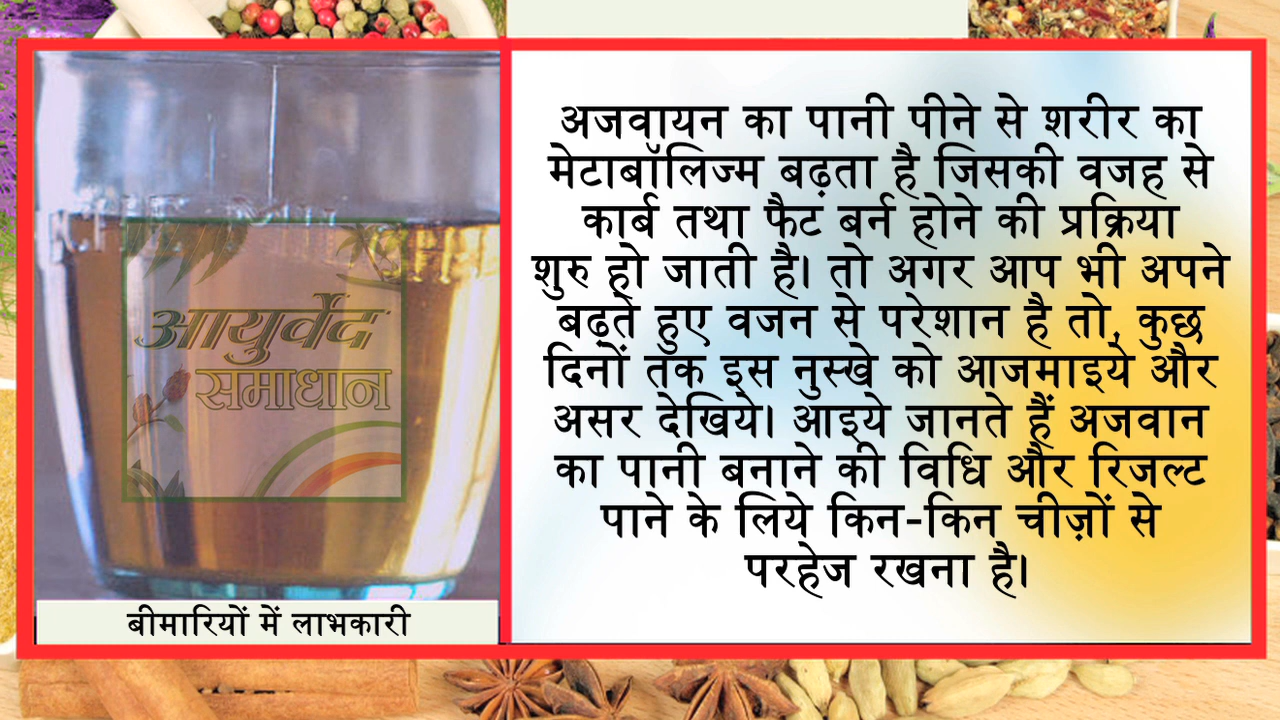 आयुर्वेद
समाधान
बीमारियों में लाभकारी
अजवायन का पानी पीने से शरीर का
मेटाबॉलिज्म बढ़ता है जिसकी वजह से
कार्ब तथा फैट बर्न होने की प्रक्रिया
शुरु हो जाती है। तो अगर आप भी अपने
बढ़ते हुए वजन से परेशान है तो, कुछ
दिनों तक इस नुस्खे को आजमाइये और
असर देखिये। आइये जानते हैं अजवान
का पानी बनाने की विधि और रिजल्ट
पाने के लिये किन-किन चीज़ों से
परहेज रखना है।